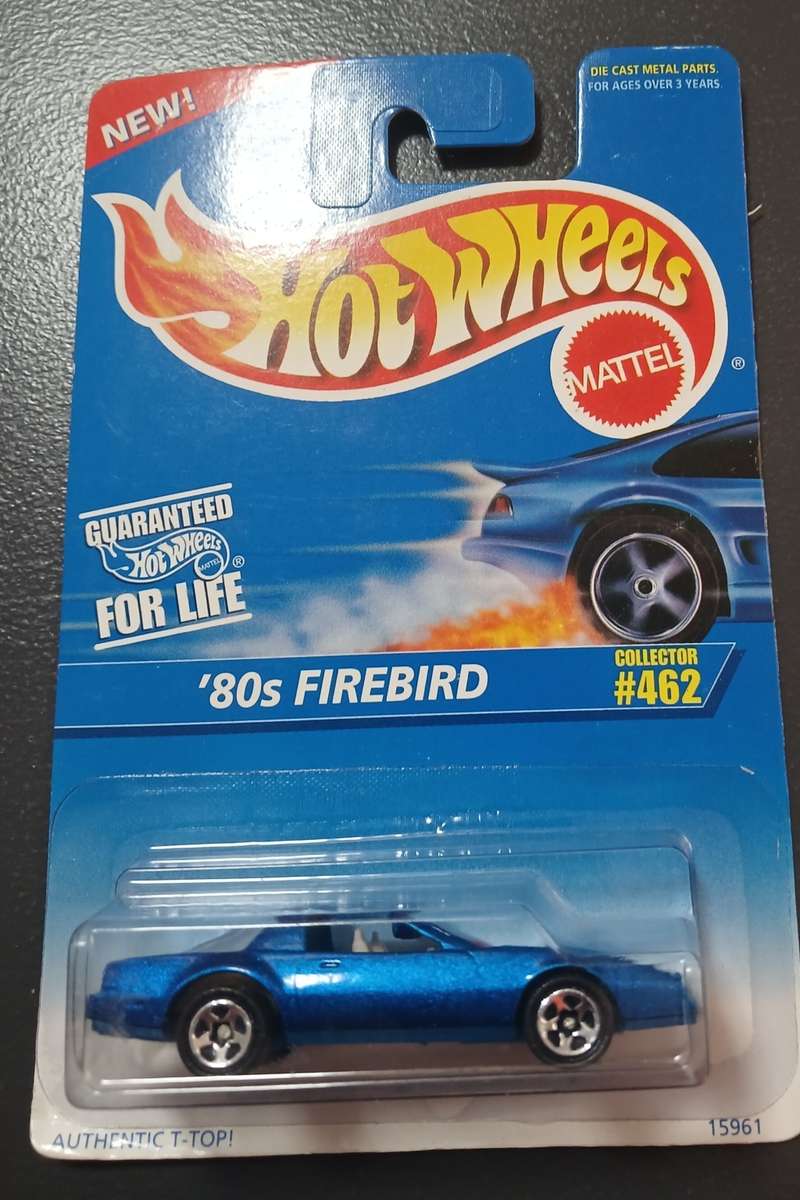 NEW!
DIE CAST METAL PARTS.
FOR AGES OVER 3 YEARS.
HOT WHEELS
MATTEL
®
GUARANTEED
HOT WHEELS
MATTEL ®
FOR LIFE
'80s FIREBIRD
COLLECTOR
#462
AUTHENTIC T-TOP!
15961